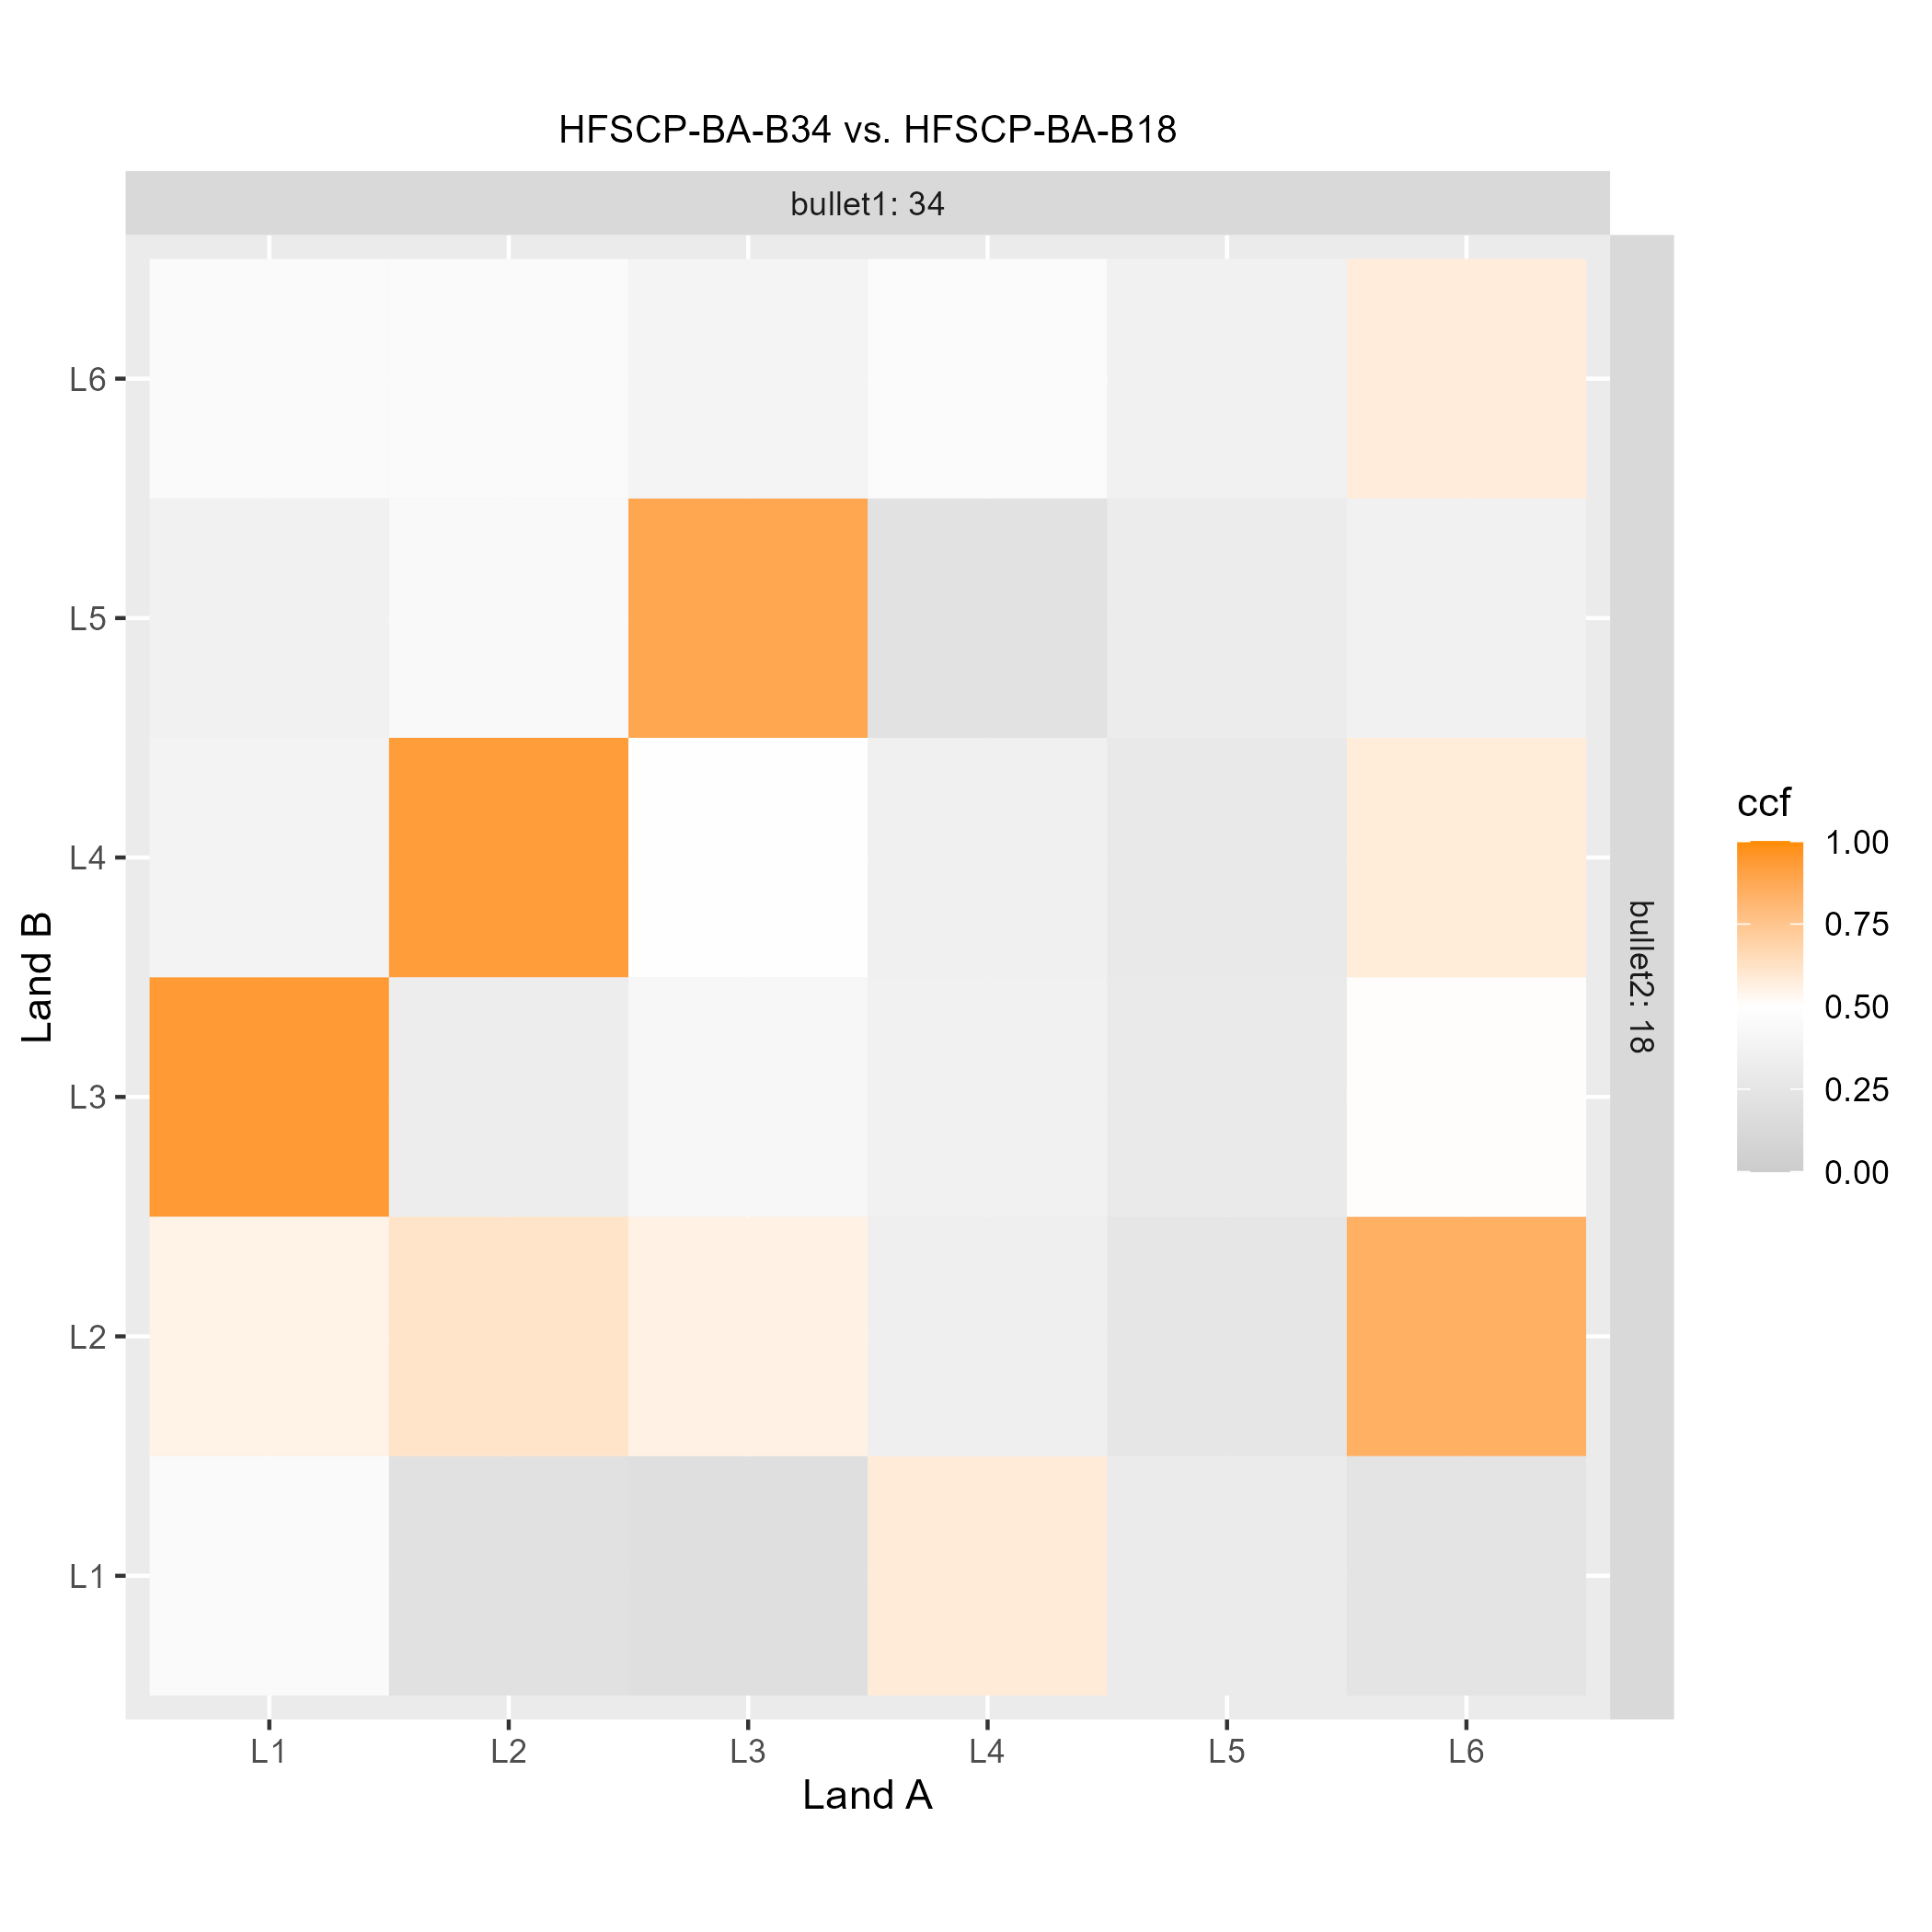 HFSCP-BA-B34 vs. HFSCP-BA-B18
bullet1: 34
L6
L5
L4
L3
L2
L1
Land B
bullet2: 18
L1 L2 L3 L4 L5 L6
Land A
ccf
1.00
0.75
0.50
0.25
0.00